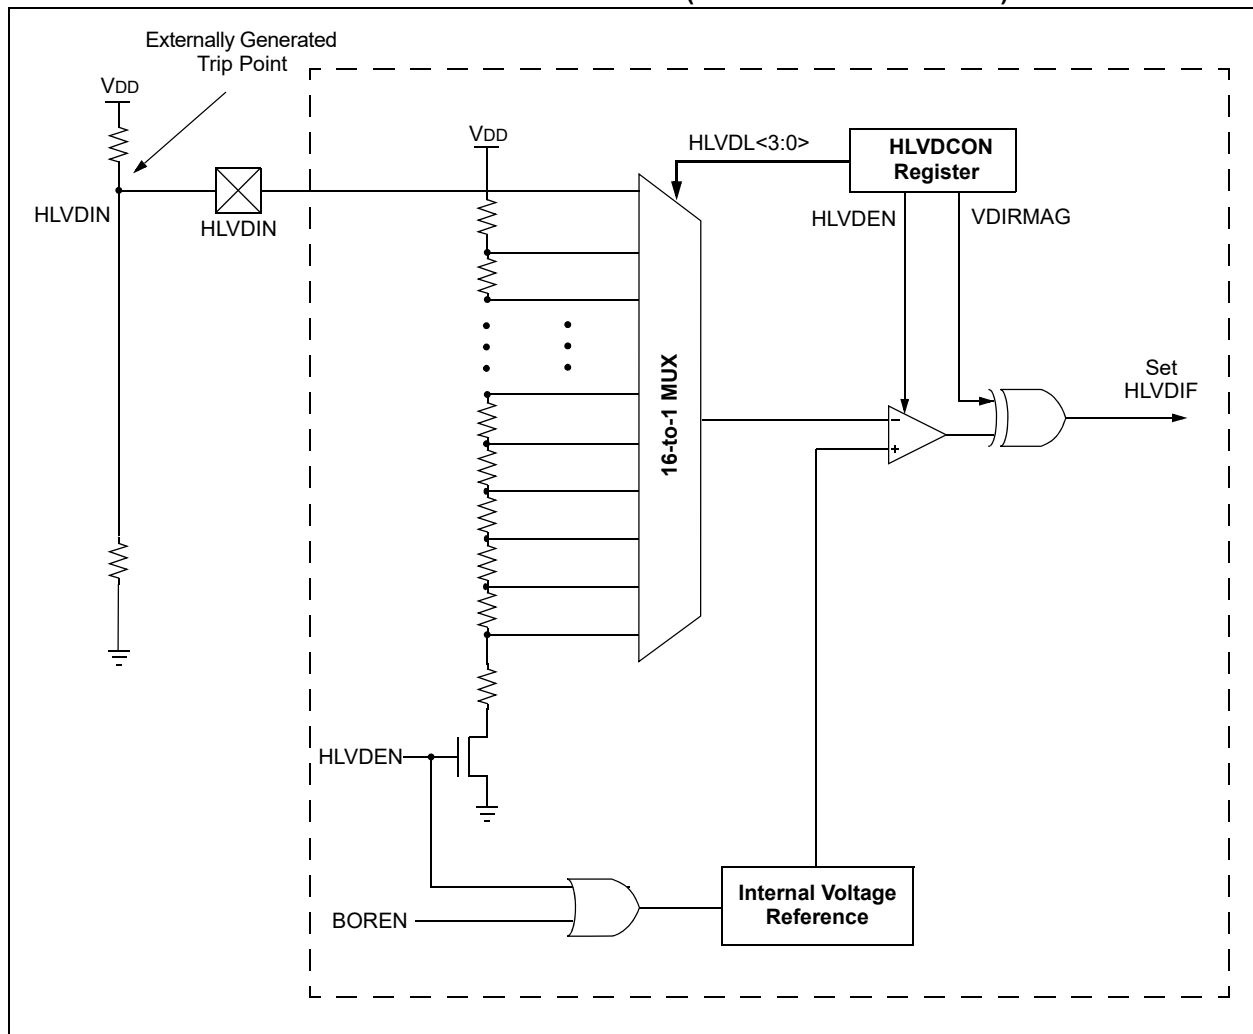 Externally Generated
Trip Point
VDD
VDD
HLVDL<3:0>
HLVDCON
Register
HLVDIN
HLVDIN
HLVDEN
VDIRMAG
16-to-1 MUX
Set
HLVDIF
–
+
HLVDEN
BOREN
Internal Voltage
Reference